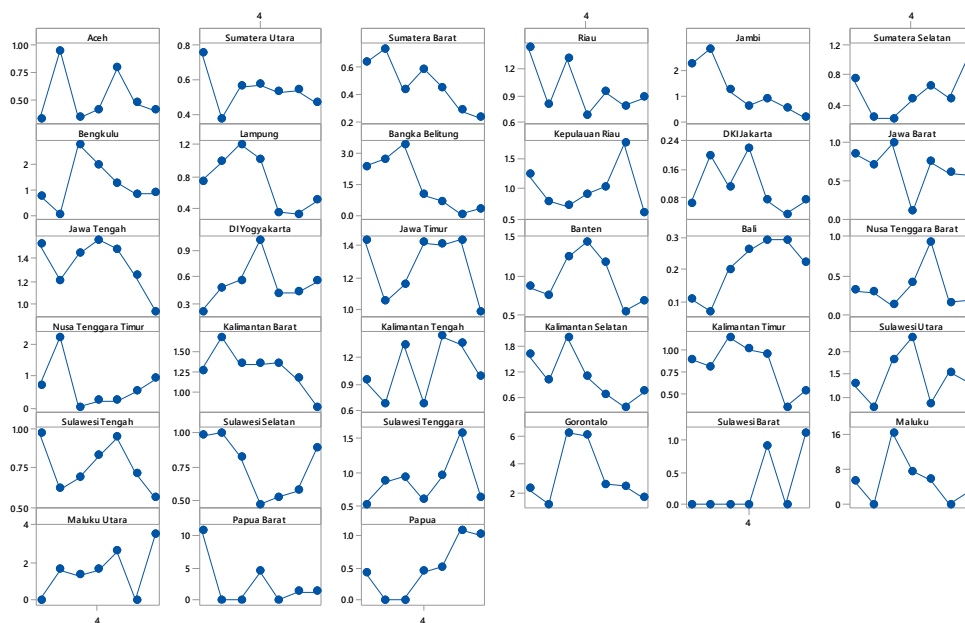 4 4 4
Aceh Sumatera Utara Sumatera Barat Riau Jambi Sumatera Selatan
1.00 0.8 0.6 1.2 2 1.2
0.75 0.6 0.9 1 0.8
0.50 0.4 0.2 0.6 0 0.4
Bengkulu Lampung Bangka Belitung Kepulauan Riau DKI Jakarta Jawa Barat
2 1.2 3.0 1.5 0.24 1.0
1 0.8 1.5 1.0 0.16 0.5
0 0.4 0.0 0.5 0.08 0.0
Jawa Tengah DI Yogyakarta Jawa Timur Banten Bali Nusa Tenggara Barat
1.4 0.9 1.4 1.5 0.3 1.0
1.2 0.6 1.2 1.0 0.2 0.5
1.0 0.3 1.0 0.5 0.1 0.0
Nusa Tenggara Timur Kalimantan Barat Kalimantan Tengah Kalimantan Selatan Kalimantan Timur Sulawesi Utara
2 1.50 1.2 1.8 1.00 2.0
1 1.25 0.9 1.2 0.50 1.5
0 1.00 0.6 0.6 1.0
Sulawesi Tengah Sulawesi Selatan Sulawesi Tenggara Gorontalo Sulawesi Barat Maluku
1.00 1.00 1.5 6 1.0 16
0.75 0.75 1.0 4 0.5 8
0.50 0.50 0.5 2 0.0 0
Maluku Utara Papua Barat Papua
4 10 1.0
2 5 0.5
0 0 0.0
4
4 4